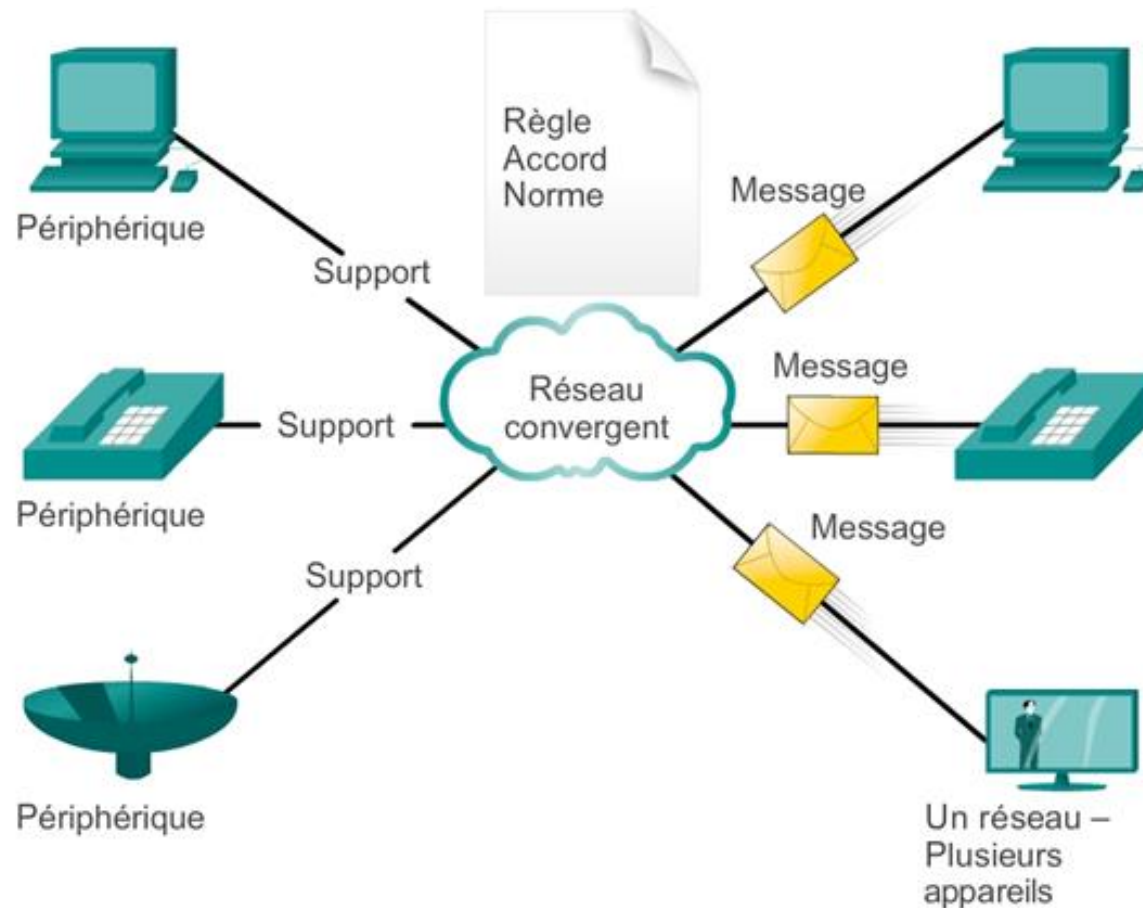 Règle
Accord
Norme
Message
Périphérique
Support
Message
Réseau
convergent
Support
Périphérique
Message
Support
Périphérique
Un réseau –
Plusieurs
appareils